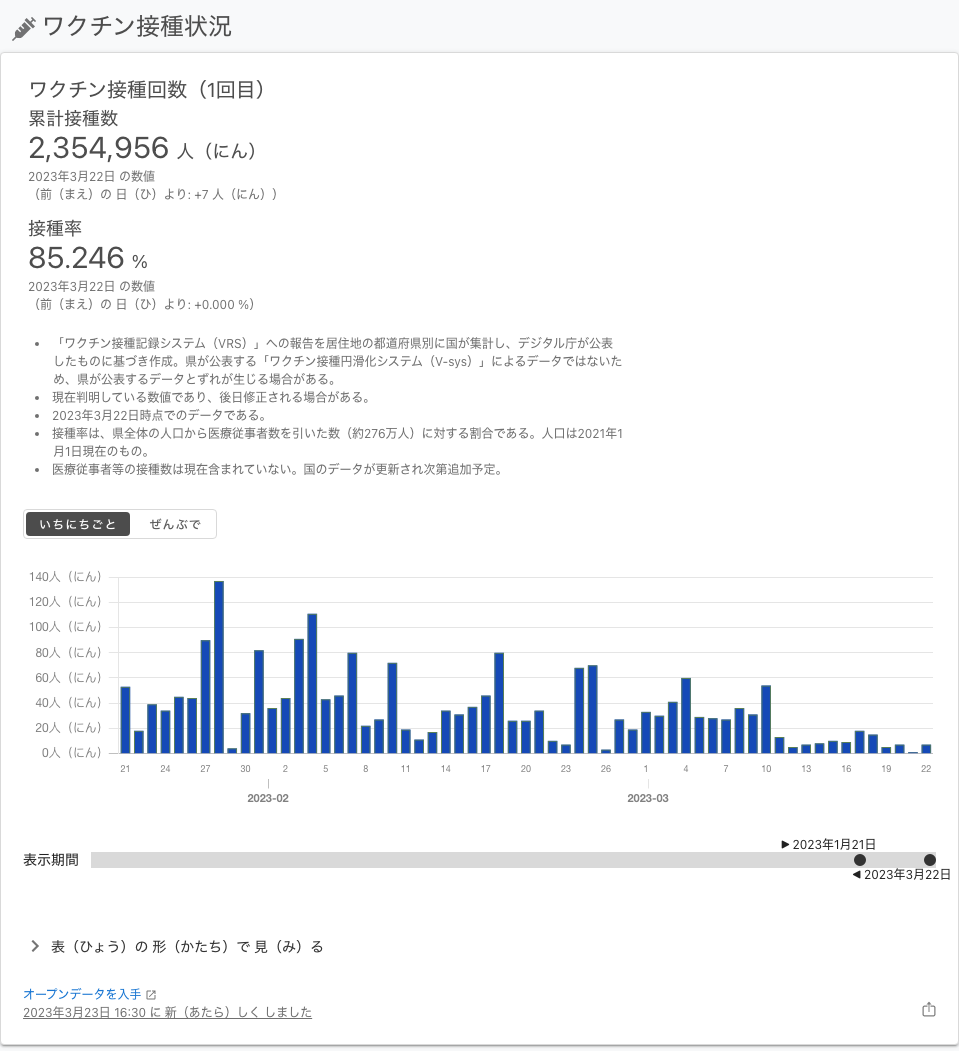 ワクチン接種状況
ワクチン接種回数（1回目）
累計接種数
2,354,956 人（にん）
2023年3月22日 の数値
（前（まえ）の 日（ひ）より: +7 人（にん））
接種率
85.246 %
2023年3月22日 の数値
（前（まえ）の 日（ひ）より: +0.000 %）
• 「ワクチン接種記録システム（VRS）」への報告を居住地の都道府県別に国が集計し、デジタル庁が公表
したものに基づき作成。県が公表する「ワクチン接種円滑化システム（V-sys）」によるデータではないた
め、県が公表するデータとずれが生じる場合がある。
• 現在判明している数値であり、後日修正される場合がある。
• 2023年3月22日時点でのデータである。
• 接種率は、県全体の人口から医療従事者数を引いた数（約276万人）に対する割合である。人口は2021年1
月1日現在のもの。
• 医療従事者等の接種数は現在含まれていない。国のデータが更新され次第追加予定。
いちにちごと ぜんぶで
140人（にん）
120人（にん）
100人（にん）
80人（にん）
60人（にん）
40人（にん）
20人（にん）
0人（にん）
21 24 27 30 2 5 8 11 14 17 20 23 26 1 4 7 10 13 16 19 22
2023-02 2023-03
▶ 2023年1月21日
表示期間
◀ 2023年3月22日
表（ひょう）の 形（かたち）で 見（み）る
オープンデータを入手
2023年3月23日 16:30 に 新（あたら）しく しました